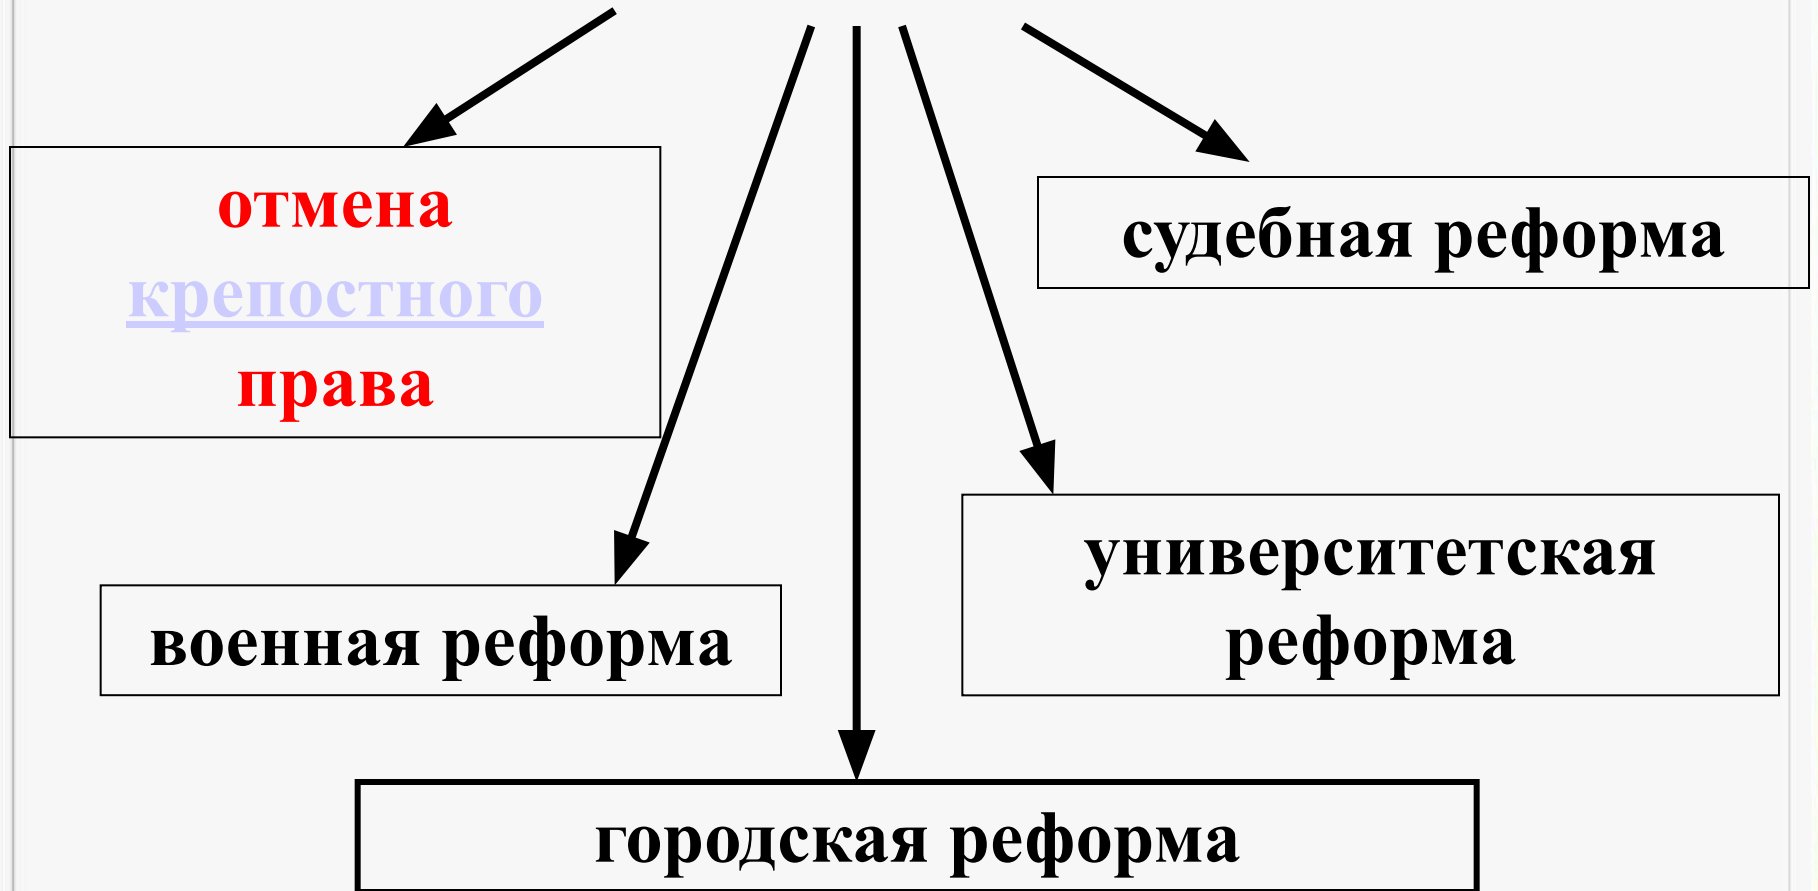 отмена
крепостного
права
судебная реформа
военная реформа
университетская
реформа
городская реформа